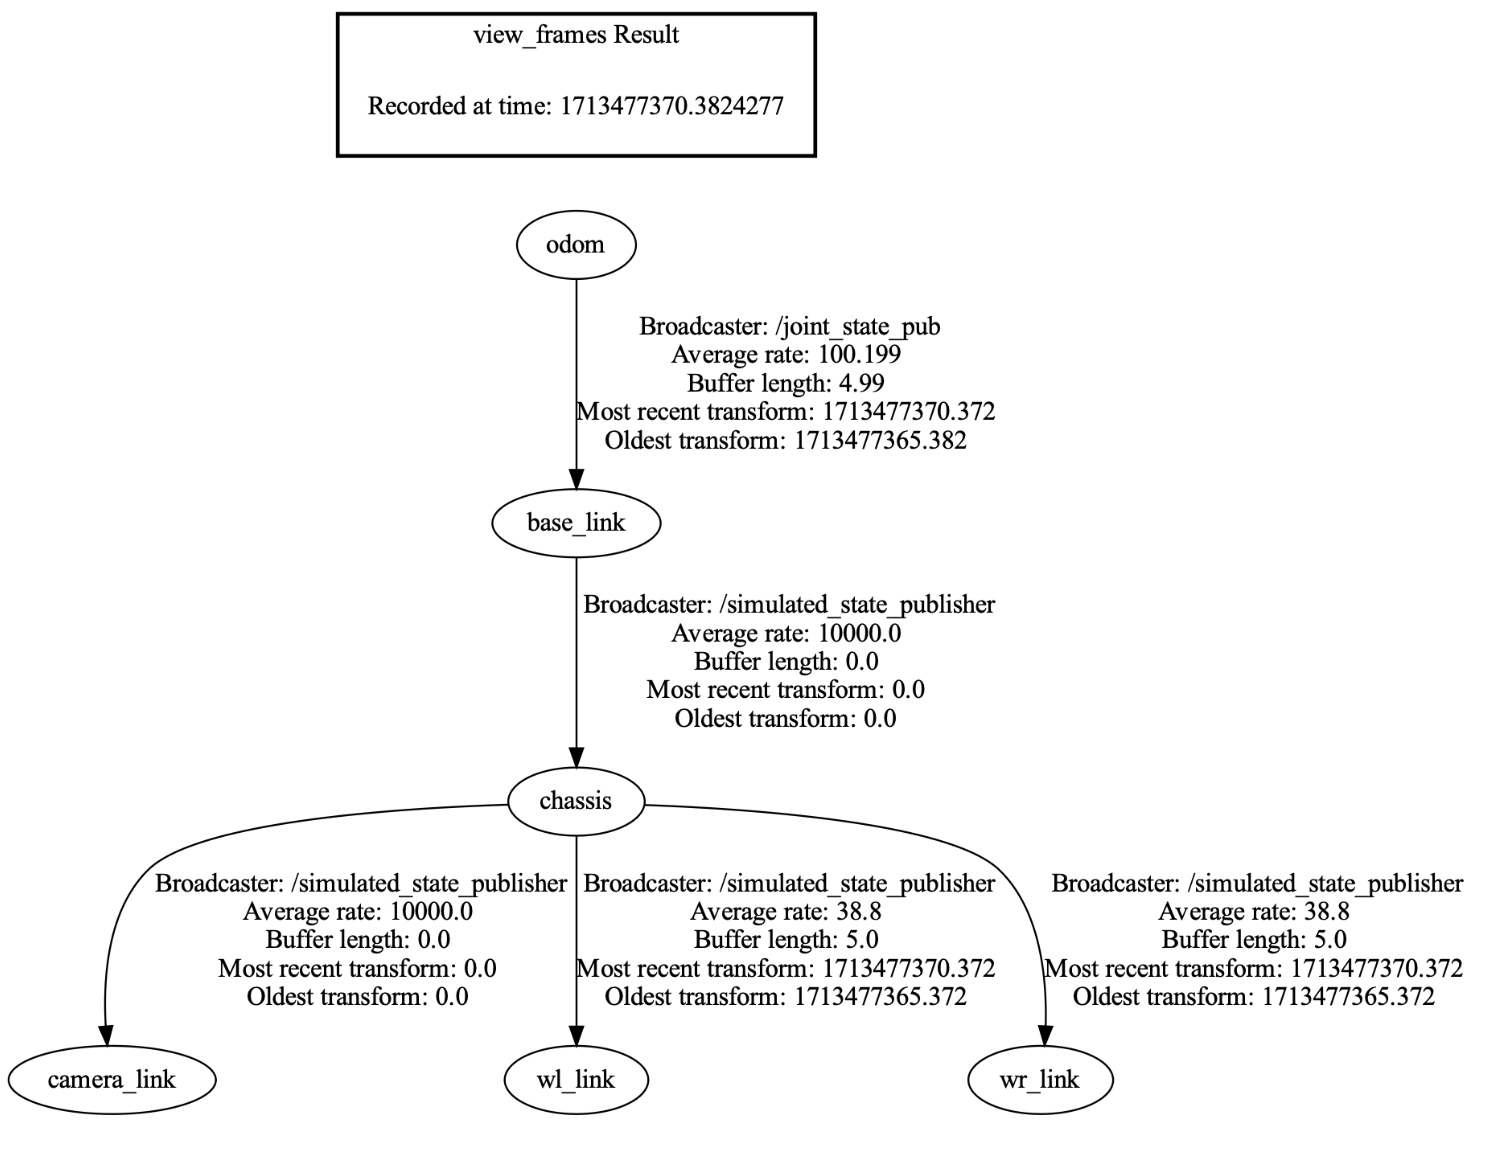 view_frames Result
Recorded at time: 1713477370.3824277
odom
Broadcaster: /joint_state_pub
Average rate: 100.199
Buffer length: 4.99
Most recent transform: 1713477370.372
Oldest transform: 1713477365.382
base_link
Broadcaster: /simulated_state_publisher
Average rate: 10000.0
Buffer length: 0.0
Most recent transform: 0.0
Oldest transform: 0.0
chassis
Broadcaster: /simulated_state_publisher
Average rate: 10000.0
Buffer length: 0.0
Most recent transform: 0.0
Oldest transform: 0.0
Broadcaster: /simulated_state_publisher
Average rate: 38.8
Buffer length: 5.0
Most recent transform: 1713477370.372
Oldest transform: 1713477365.372
Broadcaster: /simulated_state_publisher
Average rate: 38.8
Buffer length: 5.0
Most recent transform: 1713477370.372
Oldest transform: 1713477365.372
camera_link
wl_link
wr_link